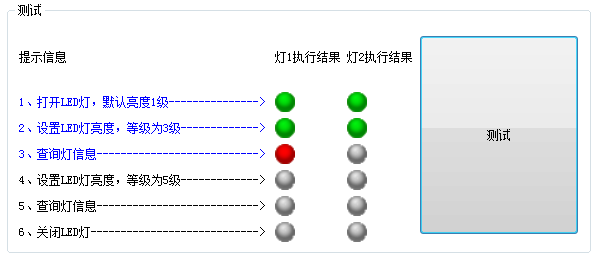 测试
提示信息 灯1执行结果 灯2执行结果
1、打开LED灯，默认亮度1级--------------->
2、设置LED灯亮度，等级为3级------------->
3、查询灯信息--------------------------->
4、设置LED灯亮度，等级为5级------------->
5、查询灯信息--------------------------->
6、关闭LED灯---------------------------->
测试